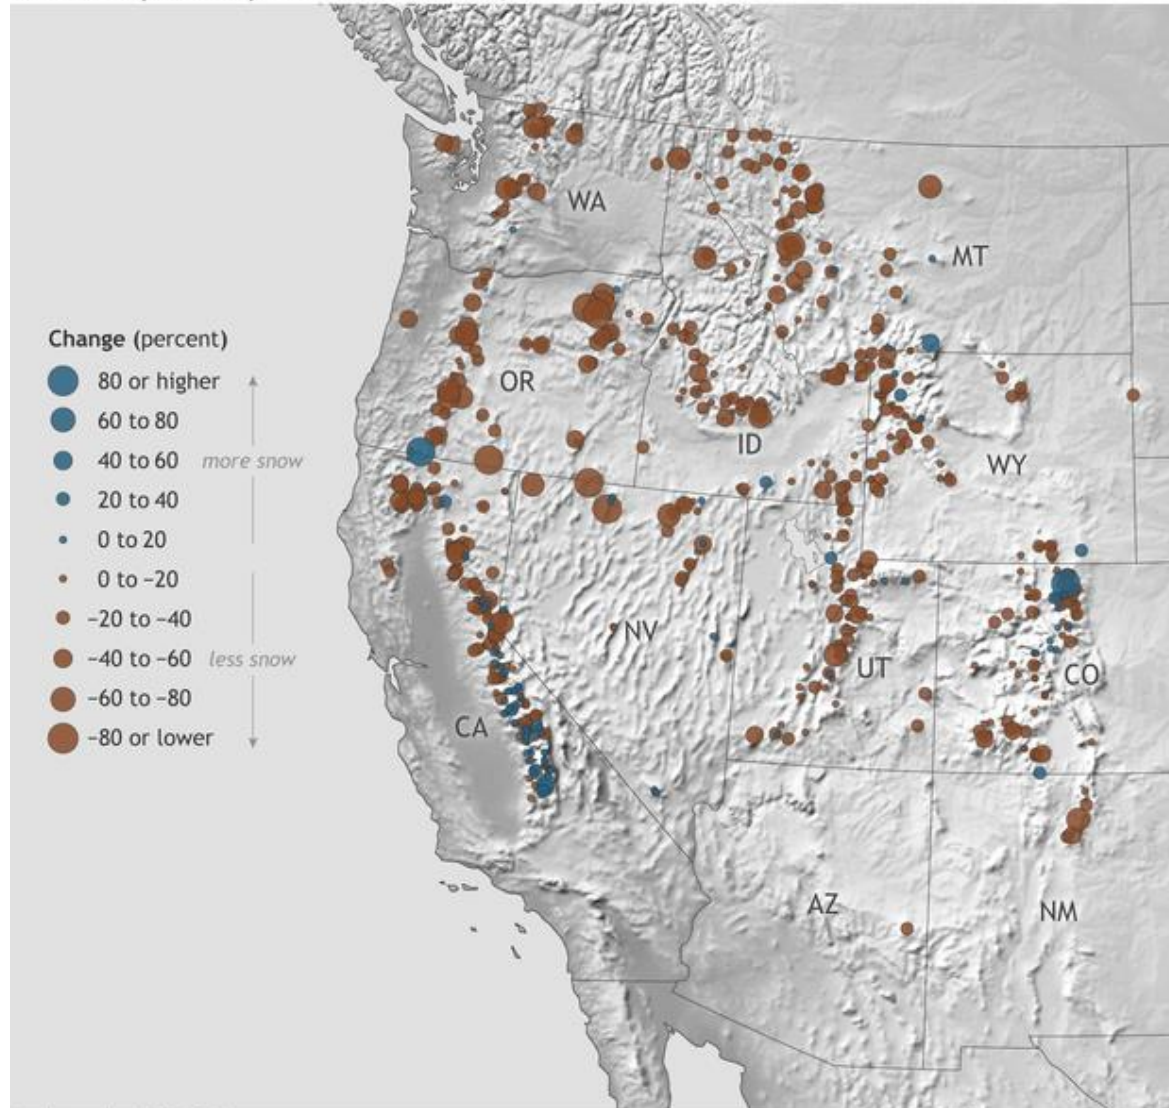 Change (percent)
80 or higher
60 to 80
40 to 60 more snow
20 to 40
0 to 20
0 to −20
−20 to −40
−40 to −60 less snow
−60 to −80
−80 or lower
WA
MT
OR
ID
WY
NV
UT
CO
CA
AZ
NM